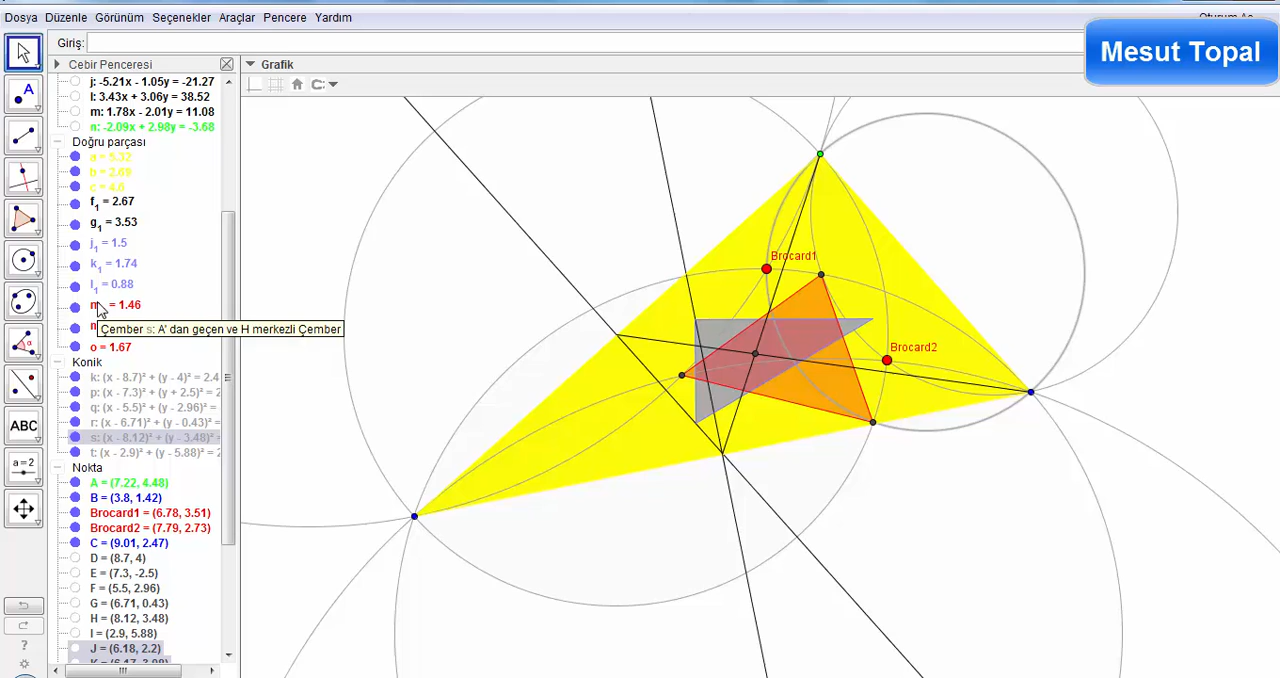 Dosya Düzenle Görünüm Seçenekler Araçlar Pencere Yardım
Mesut Topal
Giriş:
Cebir Penceresi
Grafik
j: -5.21x - 1.05y = -21.27
l: 3.43x + 3.06y = 38.52
m: 1.78x - 2.01y = 11.08
n: -2.09x + 2.98y = -3.68
Doğru parçası
a = 5.32
b = 2.69
c = 4.6
f₁ = 2.67
g₁ = 3.53
j₁ = 1.5
k₁ = 1.74
l₁ = 0.88
= 1.46
Çember s: A' dan geçen ve H merkezli Çember
o = 1.67
Konik
k: (x - 8.7)² + (y - 4)² = 2.4
p: (x - 7.3)² + (y + 2.5)² = 2
q: (x - 5.5)² + (y - 2.96)² =
r: (x - 6.71)² + (y - 0.43)² =
s: (x - 8.12)² + (y - 3.48)² =
t: (x - 2.9)² + (y - 5.88)² = 2
Nokta
A = (7.22, 4.48)
B = (3.8, 1.42)
Brocard1 = (6.78, 3.51)
Brocard2 = (7.79, 2.73)
C = (9.01, 2.47)
D = (8.7, 4)
E = (7.3, -2.5)
F = (5.5, 2.96)
G = (6.71, 0.43)
H = (8.12, 3.48)
I = (2.9, 5.88)
J = (6.18, 2.2)
Brocard1
Brocard2
A
ABC
a=2